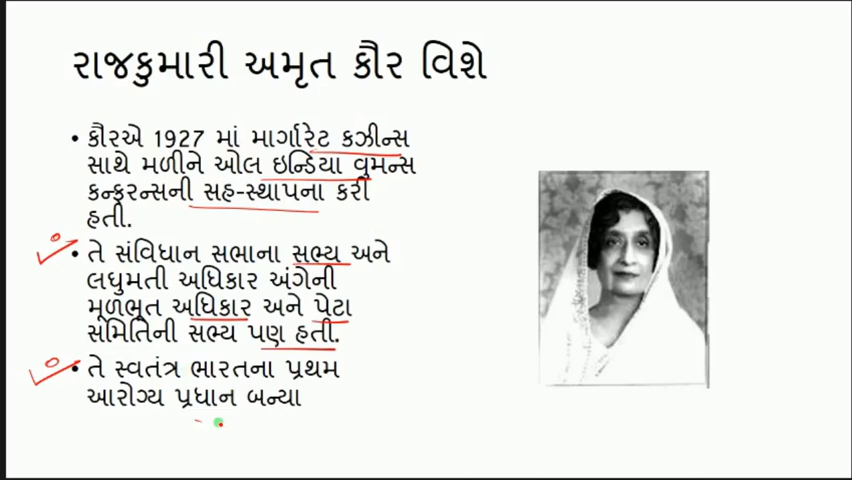 રાજકુમારી અમૃત કૌર વિશે
• કૌરએ 1927 માં માર્ગારેટ કઝીન્સ
સાથે મળીને ઓલ ઇન્ડિયા વુમન્સ
કન્ફરન્સની સહ-સ્થાપના કરી
હતી.
• તે સંવિધાન સભાના સભ્ય અને
લઘુમતી અધિકાર અંગેની
મૂળભૂત અધિકાર અને પેટા
સમિતિની સભ્ય પણ હતી.
• તે સ્વતંત્ર ભારતના પ્રથમ
આરોગ્ય પ્રધાન બન્યા